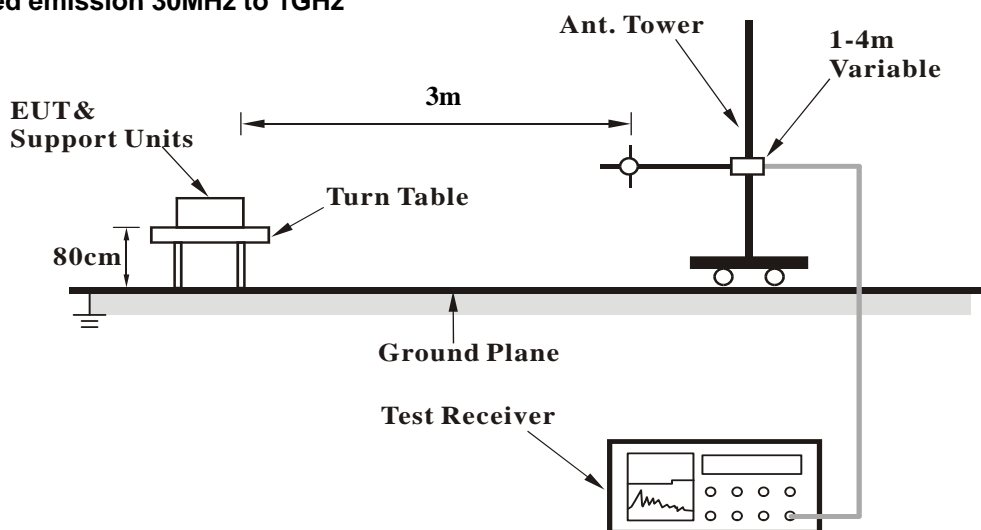 emission 30MHz to 1GHz
Ant. Tower
1-4m
Variable
3m
EUT&
Support Units
Turn Table
80cm
Ground Plane
Test Receiver